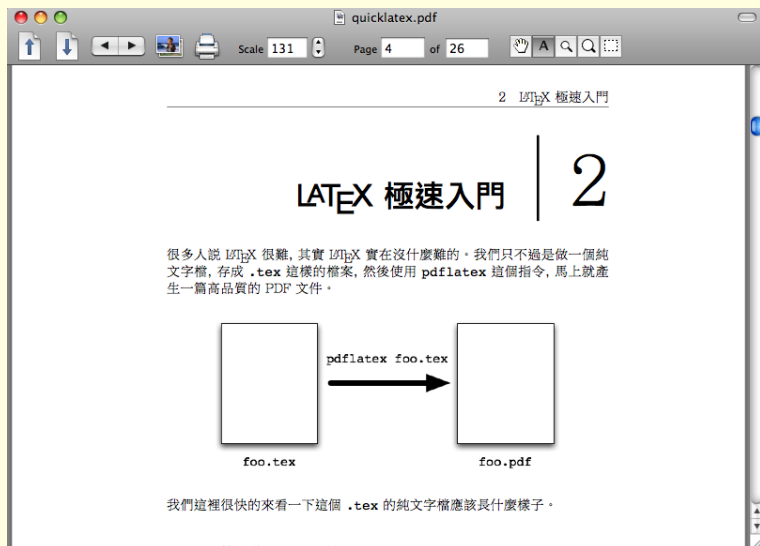 quicklatex.pdf
Scale 131 Page 4 of 26 A
2 LATEX 極速入門
LATEX 極速入門 2
很多人說 LATEX 很難, 其實 LATEX 實在沒什麼難的。我們只不過是做一個純
文字檔, 存成 .tex 這樣的檔案, 然後使用 pdflatex 這個指令, 馬上就產
生一篇高品質的 PDF 文件。
pdflatex foo.tex
foo.tex foo.pdf
我們這裡很快的來看一下這個 .tex 的純文字檔應該長什麼樣子。